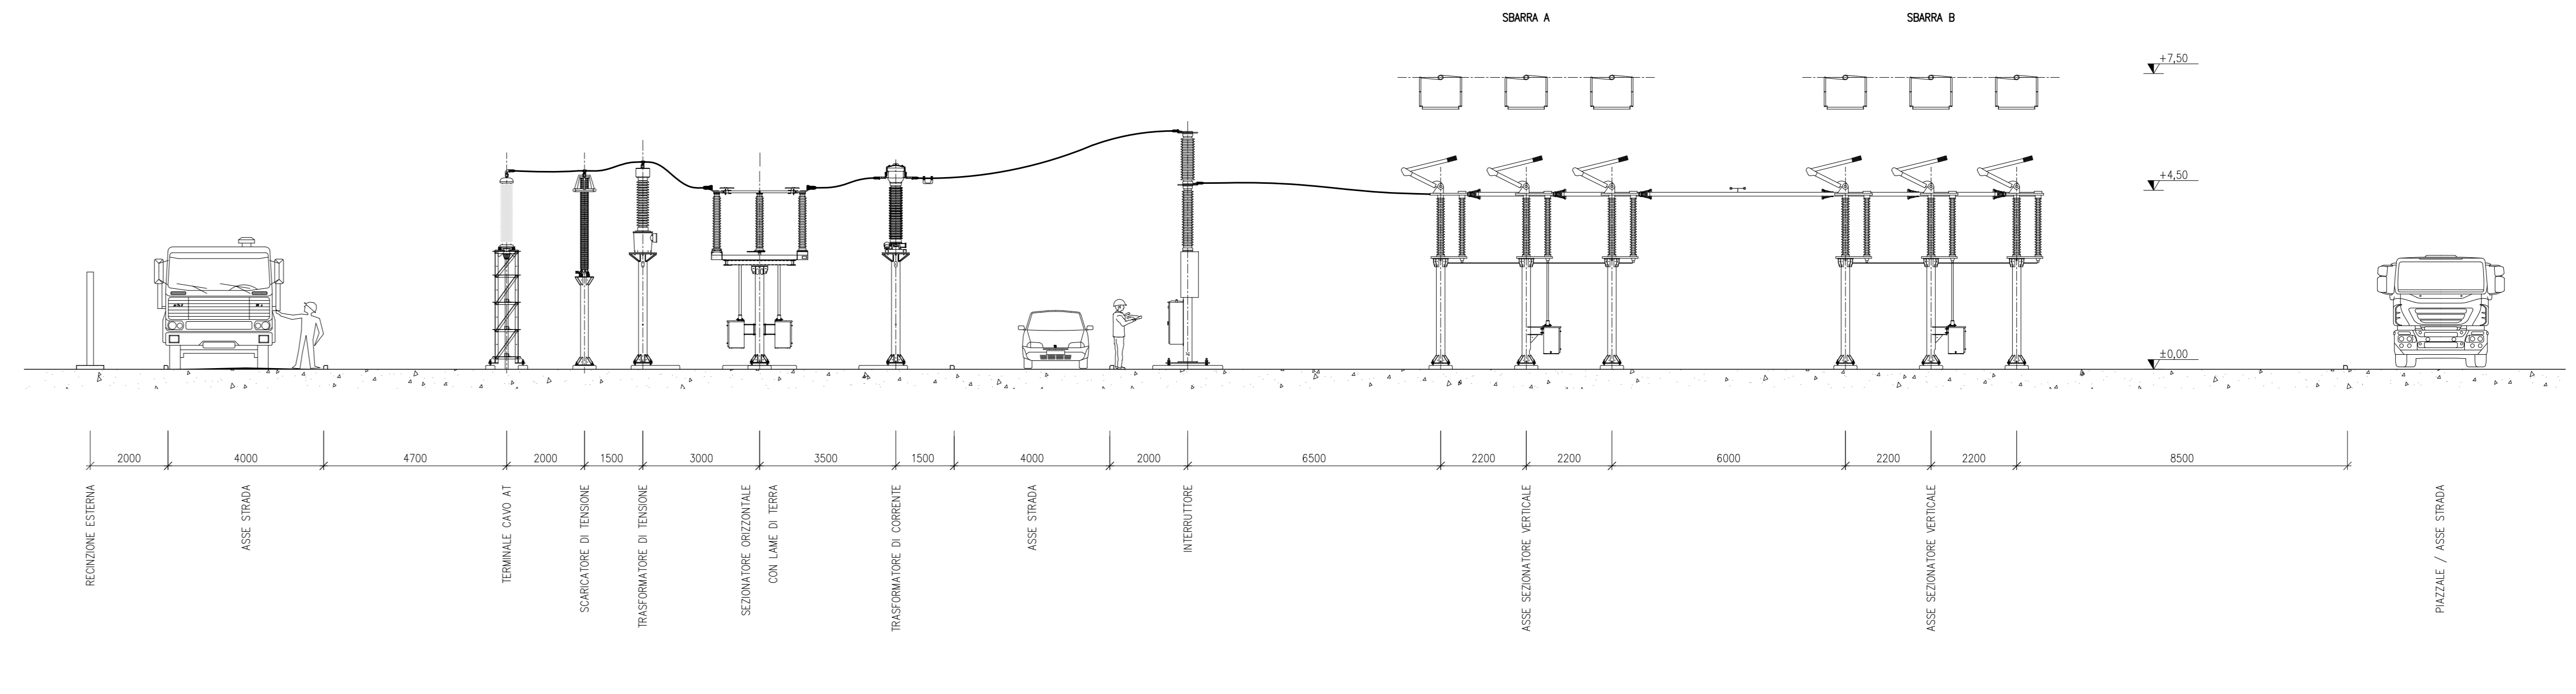 SBARRA A
SBARRA B
+7,50
+4,50
±0,00
2000
4000
4700
2000
1500
3000
3500
1500
4000
2000
6500
2200
2200
6000
2200
2200
8500
RECINZIONE ESTERNA
ASSE STRADA
TERMINALE CAVO AT
SCARICATORE DI TENSIONE
TRASFORMATORE DI TENSIONE
SEZIONATORE ORIZZONTALE
CON LAME DI TERRA
TRASFORMATORE DI CORRENTE
ASSE STRADA
INTERRUTTORE
ASSE SEZIONATORE VERTICALE
ASSE SEZIONATORE VERTICALE
PIAZZALE / ASSE STRADA